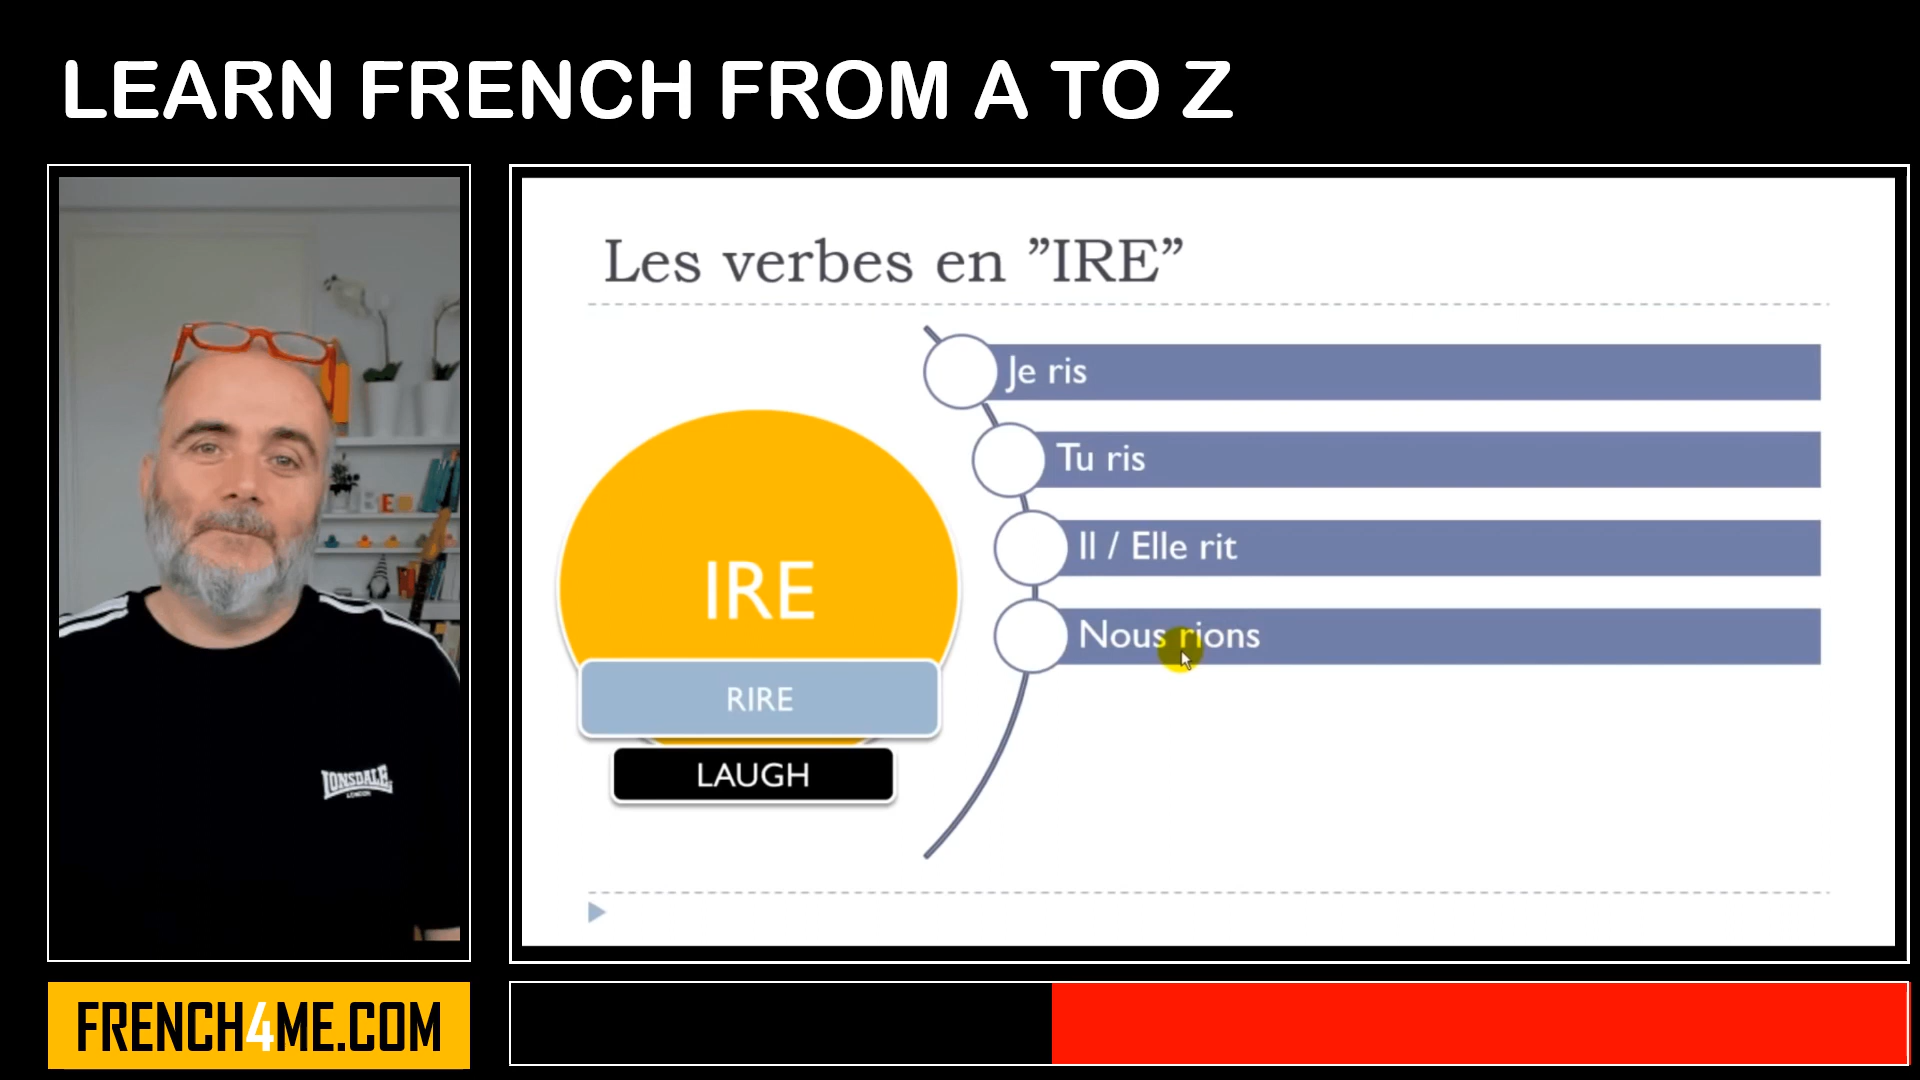 LEARN FRENCH FROM A TO Z
Les verbes en ”IRE”
Je ris
Tu ris
Il / Elle rit
Nous rions
IRE
RIRE
LAUGH
LONSDALE
LONDON
FRENCH4ME.COM